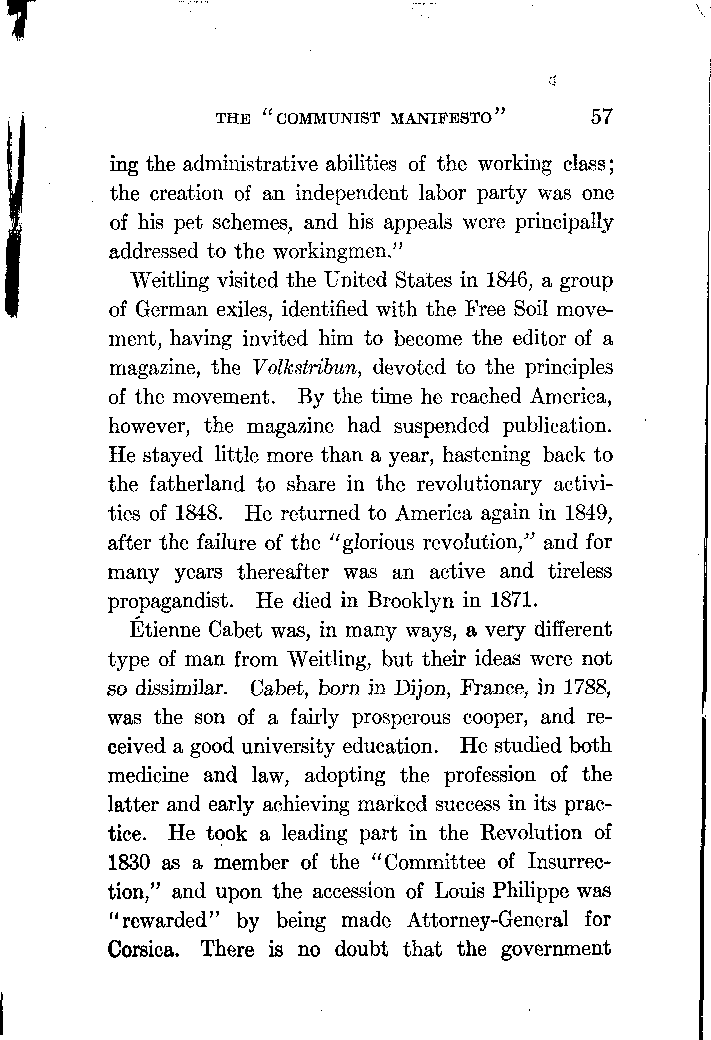 THE "COMMUNIST MANIFESTO" 57
ing the administrative abilities of the working class;
the creation of an independent labor party was one
of his pet schemes, and his appeals were principally
addressed to the workingmen."
Weitling visited the United States in 1846, a group
of German exiles, identified with the Free Soil move-
ment, having invited him to become the editor of a
magazine, the Volkstribun, devoted to the principles
of the movement. By the time he reached America,
however, the magazine had suspended publication.
He stayed little more than a year, hastening back to
the fatherland to share in the revolutionary activi-
ties of 1848. He returned to America again in 1849,
after the failure of the "glorious revolution," and for
many years thereafter was an active and tireless
propagandist. He died in Brooklyn in 1871.
Étienne Cabet was, in many ways, a very different
type of man from Weitling, but their ideas were not
so dissimilar. Cabet, born in Dijon, France, in 1788,
was the son of a fairly prosperous cooper, and re-
ceived a good university education. He studied both
medicine and law, adopting the profession of the
latter and early achieving marked success in its prac-
tice. He took a leading part in the Revolution of
1830 as a member of the "Committee of Insurrec-
tion," and upon the accession of Louis Philippe was
"rewarded" by being made Attorney-General for
Corsica. There is no doubt that the government